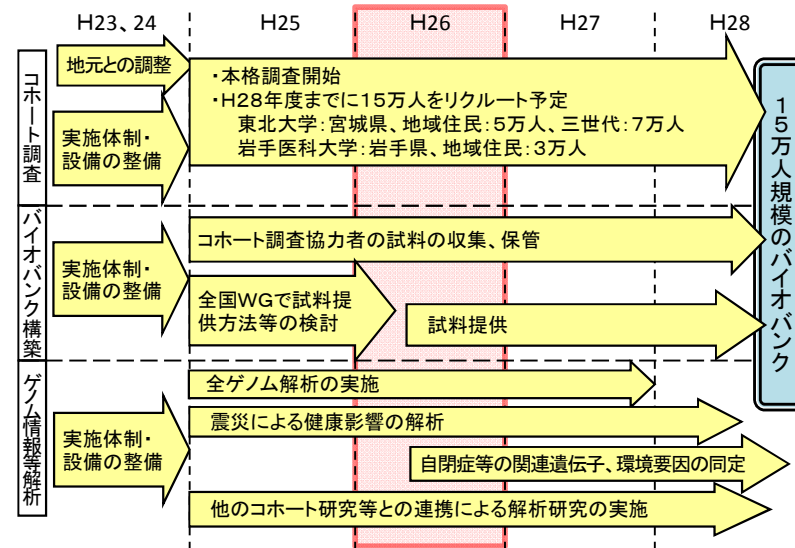 H23、24
H25
H26
H27
H28
コホート調査
地元との調整
実施体制・
設備の整備
・本格調査開始
・H28年度までに15万人をリクルート予定
東北大学:宮城県、地域住民:5万人、三世代:7万人
岩手医科大学:岩手県、地域住民:3万人
15万人規模のバイオバンク
バイオバンク構築
実施体制・
設備の整備
コホート調査協力者の試料の収集、保管
全国WGで試料提
供方法等の検討
試料提供
ゲノム情報等解析
実施体制・
設備の整備
全ゲノム解析の実施
震災による健康影響の解析
自閉症等の関連遺伝子、環境要因の同定
他のコホート研究等との連携による解析研究の実施